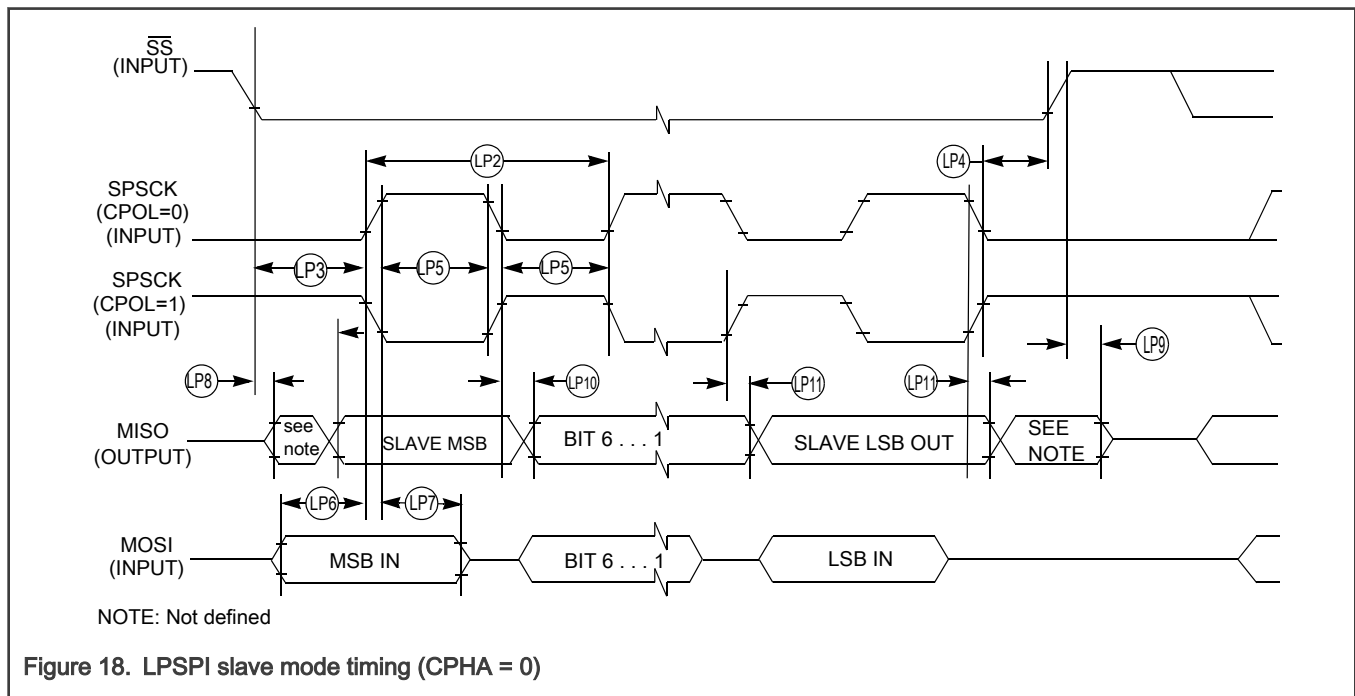 SS
(INPUT)
LP2
LP4
SPSCK
(CPOL=0)
(INPUT)
LP3
LP5
LP5
SPSCK
(CPOL=1)
(INPUT)
LP9
LP8
LP10
LP11
LP11
MISO
(OUTPUT)
see
note
SLAVE MSB
BIT 6 . . . 1
SLAVE LSB OUT
SEE
NOTE
LP6
LP7
MOSI
(INPUT)
MSB IN
BIT 6 . . . 1
LSB IN
NOTE: Not defined
Figure 18. LPSPI slave mode timing (CPHA = 0)